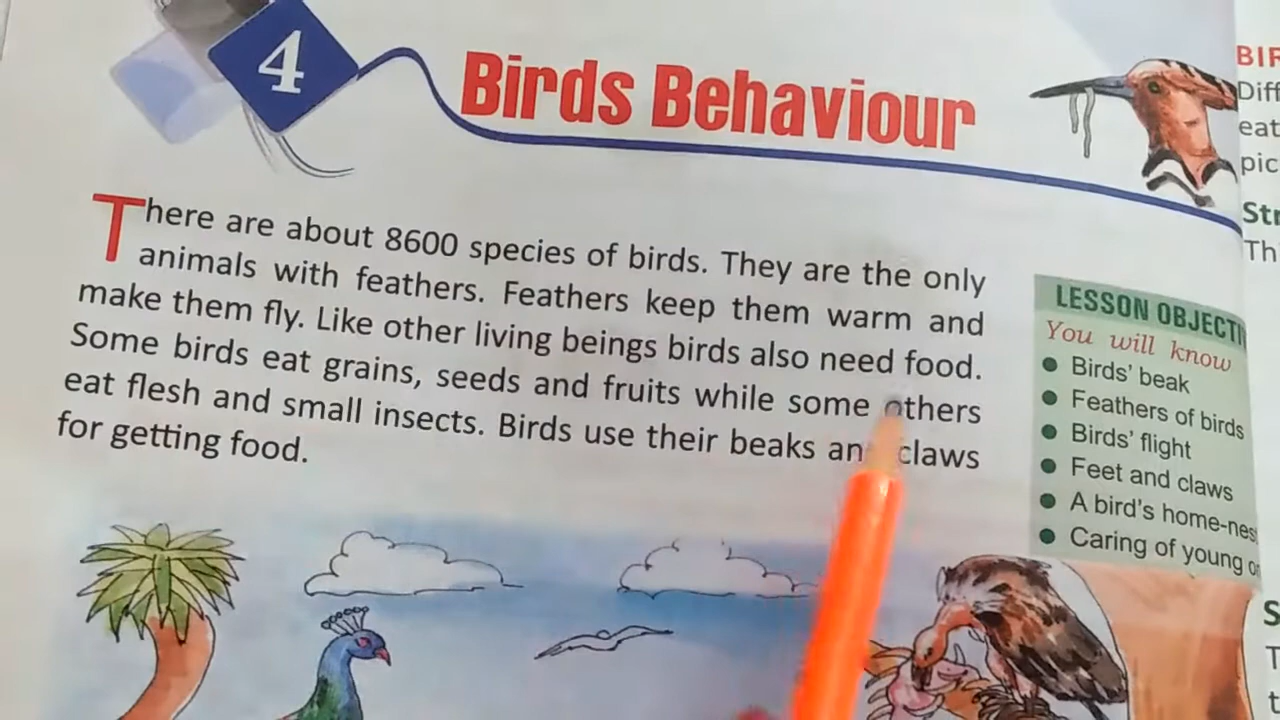 4
Birds Behaviour
There are about 8600 species of birds. They are the only
animals with feathers. Feathers keep them warm and
make them fly. Like other living beings birds also need food.
Some birds eat grains, seeds and fruits while some others
eat flesh and small insects. Birds use their beaks and claws
for getting food.
LESSON
You will know
● Birds' beak
● Feathers of birds
● Birds' flight
● Feet and claws
● A bird's
● Caring of young